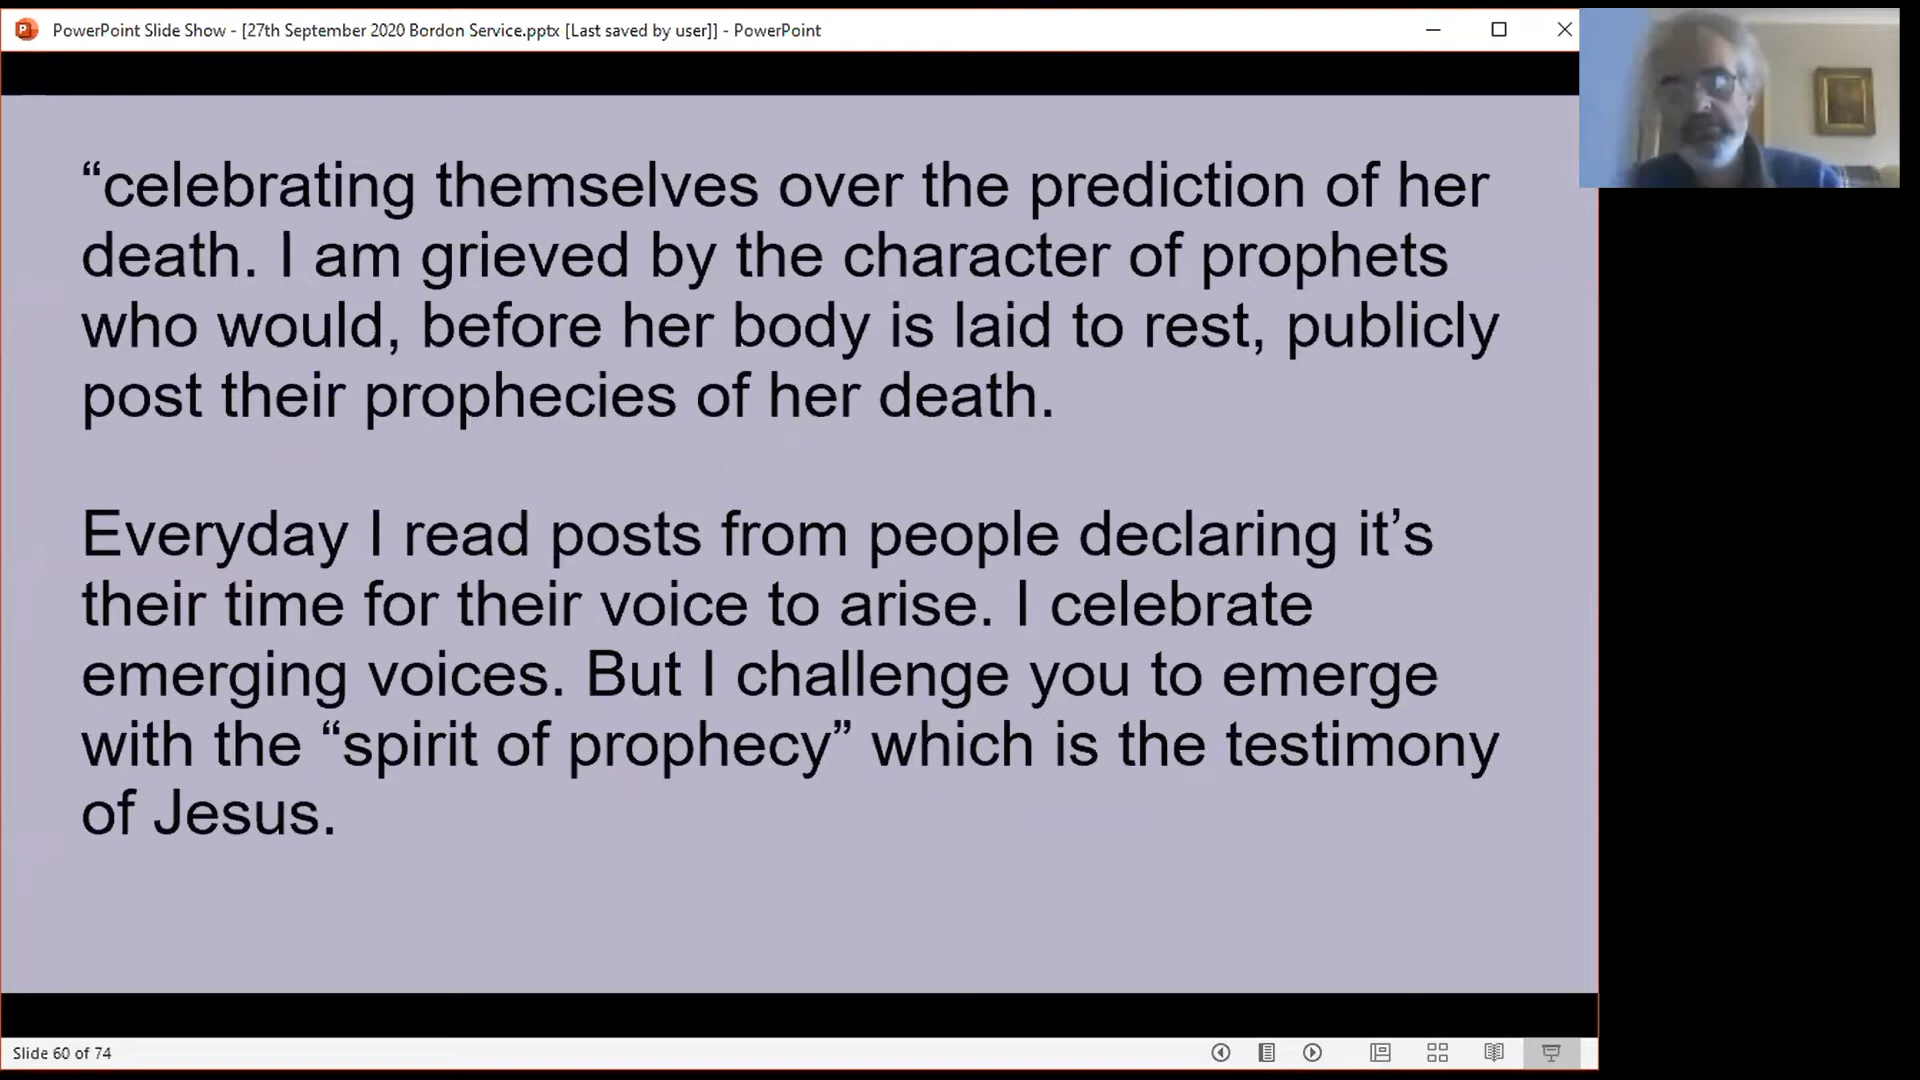 PowerPoint Slide Show - [27th September 2020 Bordon Service.pptx [Last saved by user]] - PowerPoint
“celebrating themselves over the prediction of her
death. I am grieved by the character of prophets
who would, before her body is laid to rest, publicly
post their prophecies of her death.
Everyday I read posts from people declaring it’s
their time for their voice to arise. I celebrate
emerging voices. But I challenge you to emerge
with the “spirit of prophecy” which is the testimony
of Jesus.
Slide 60 of 74